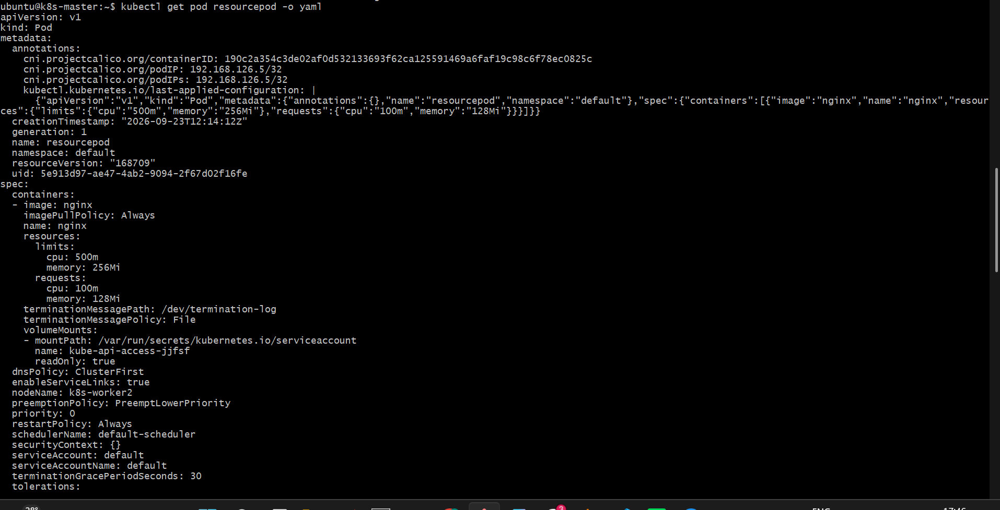 ubuntu@k8s-master:~$ kubectl get pod resourcepod -o yaml
apiVersion: v1
kind: Pod
metadata:
  annotations:
    cni.projectcalico.org/containerID: 190c2a354c3de02af0d532133693f62ca125591469a6faf19c98c6f78ec0825c
    cni.projectcalico.org/podIP: 192.168.126.5/32
    cni.projectcalico.org/podIPs: 192.168.126.5/32
    kubectl.kubernetes.io/last-applied-configuration: |
      {"apiVersion":"v1","kind":"Pod","metadata":{"annotations":{},"name":"resourcepod","namespace":"default"},"spec":{"containers":[{"image":"nginx","name":"nginx","resour
ces":{"limits":{"cpu":"500m","memory":"256Mi"},"requests":{"cpu":"100m","memory":"128Mi"}}}]}}
  creationTimestamp: "2026-09-23T12:14:12Z"
  generation: 1
  name: resourcepod
  namespace: default
  resourceVersion: "168709"
  uid: 5e913d97-ae47-4ab2-9094-2f67d02f16fe
spec:
  containers:
  - image: nginx
    imagePullPolicy: Always
    name: nginx
    resources:
      limits:
        cpu: 500m
        memory: 256Mi
      requests:
        cpu: 100m
        memory: 128Mi
    terminationMessagePath: /dev/termination-log
    terminationMessagePolicy: File
    volumeMounts:
    - mountPath: /var/run/secrets/kubernetes.io/serviceaccount
      name: kube-api-access-jjfsf
      readOnly: true
  dnsPolicy: ClusterFirst
  enableServiceLinks: true
  nodeName: k8s-worker2
  preemptionPolicy: PreemptLowerPriority
  priority: 0
  restartPolicy: Always
  schedulerName: default-scheduler
  securityContext: {}
  serviceAccount: default
  serviceAccountName: default
  terminationGracePeriodSeconds: 30
  tolerations:
3